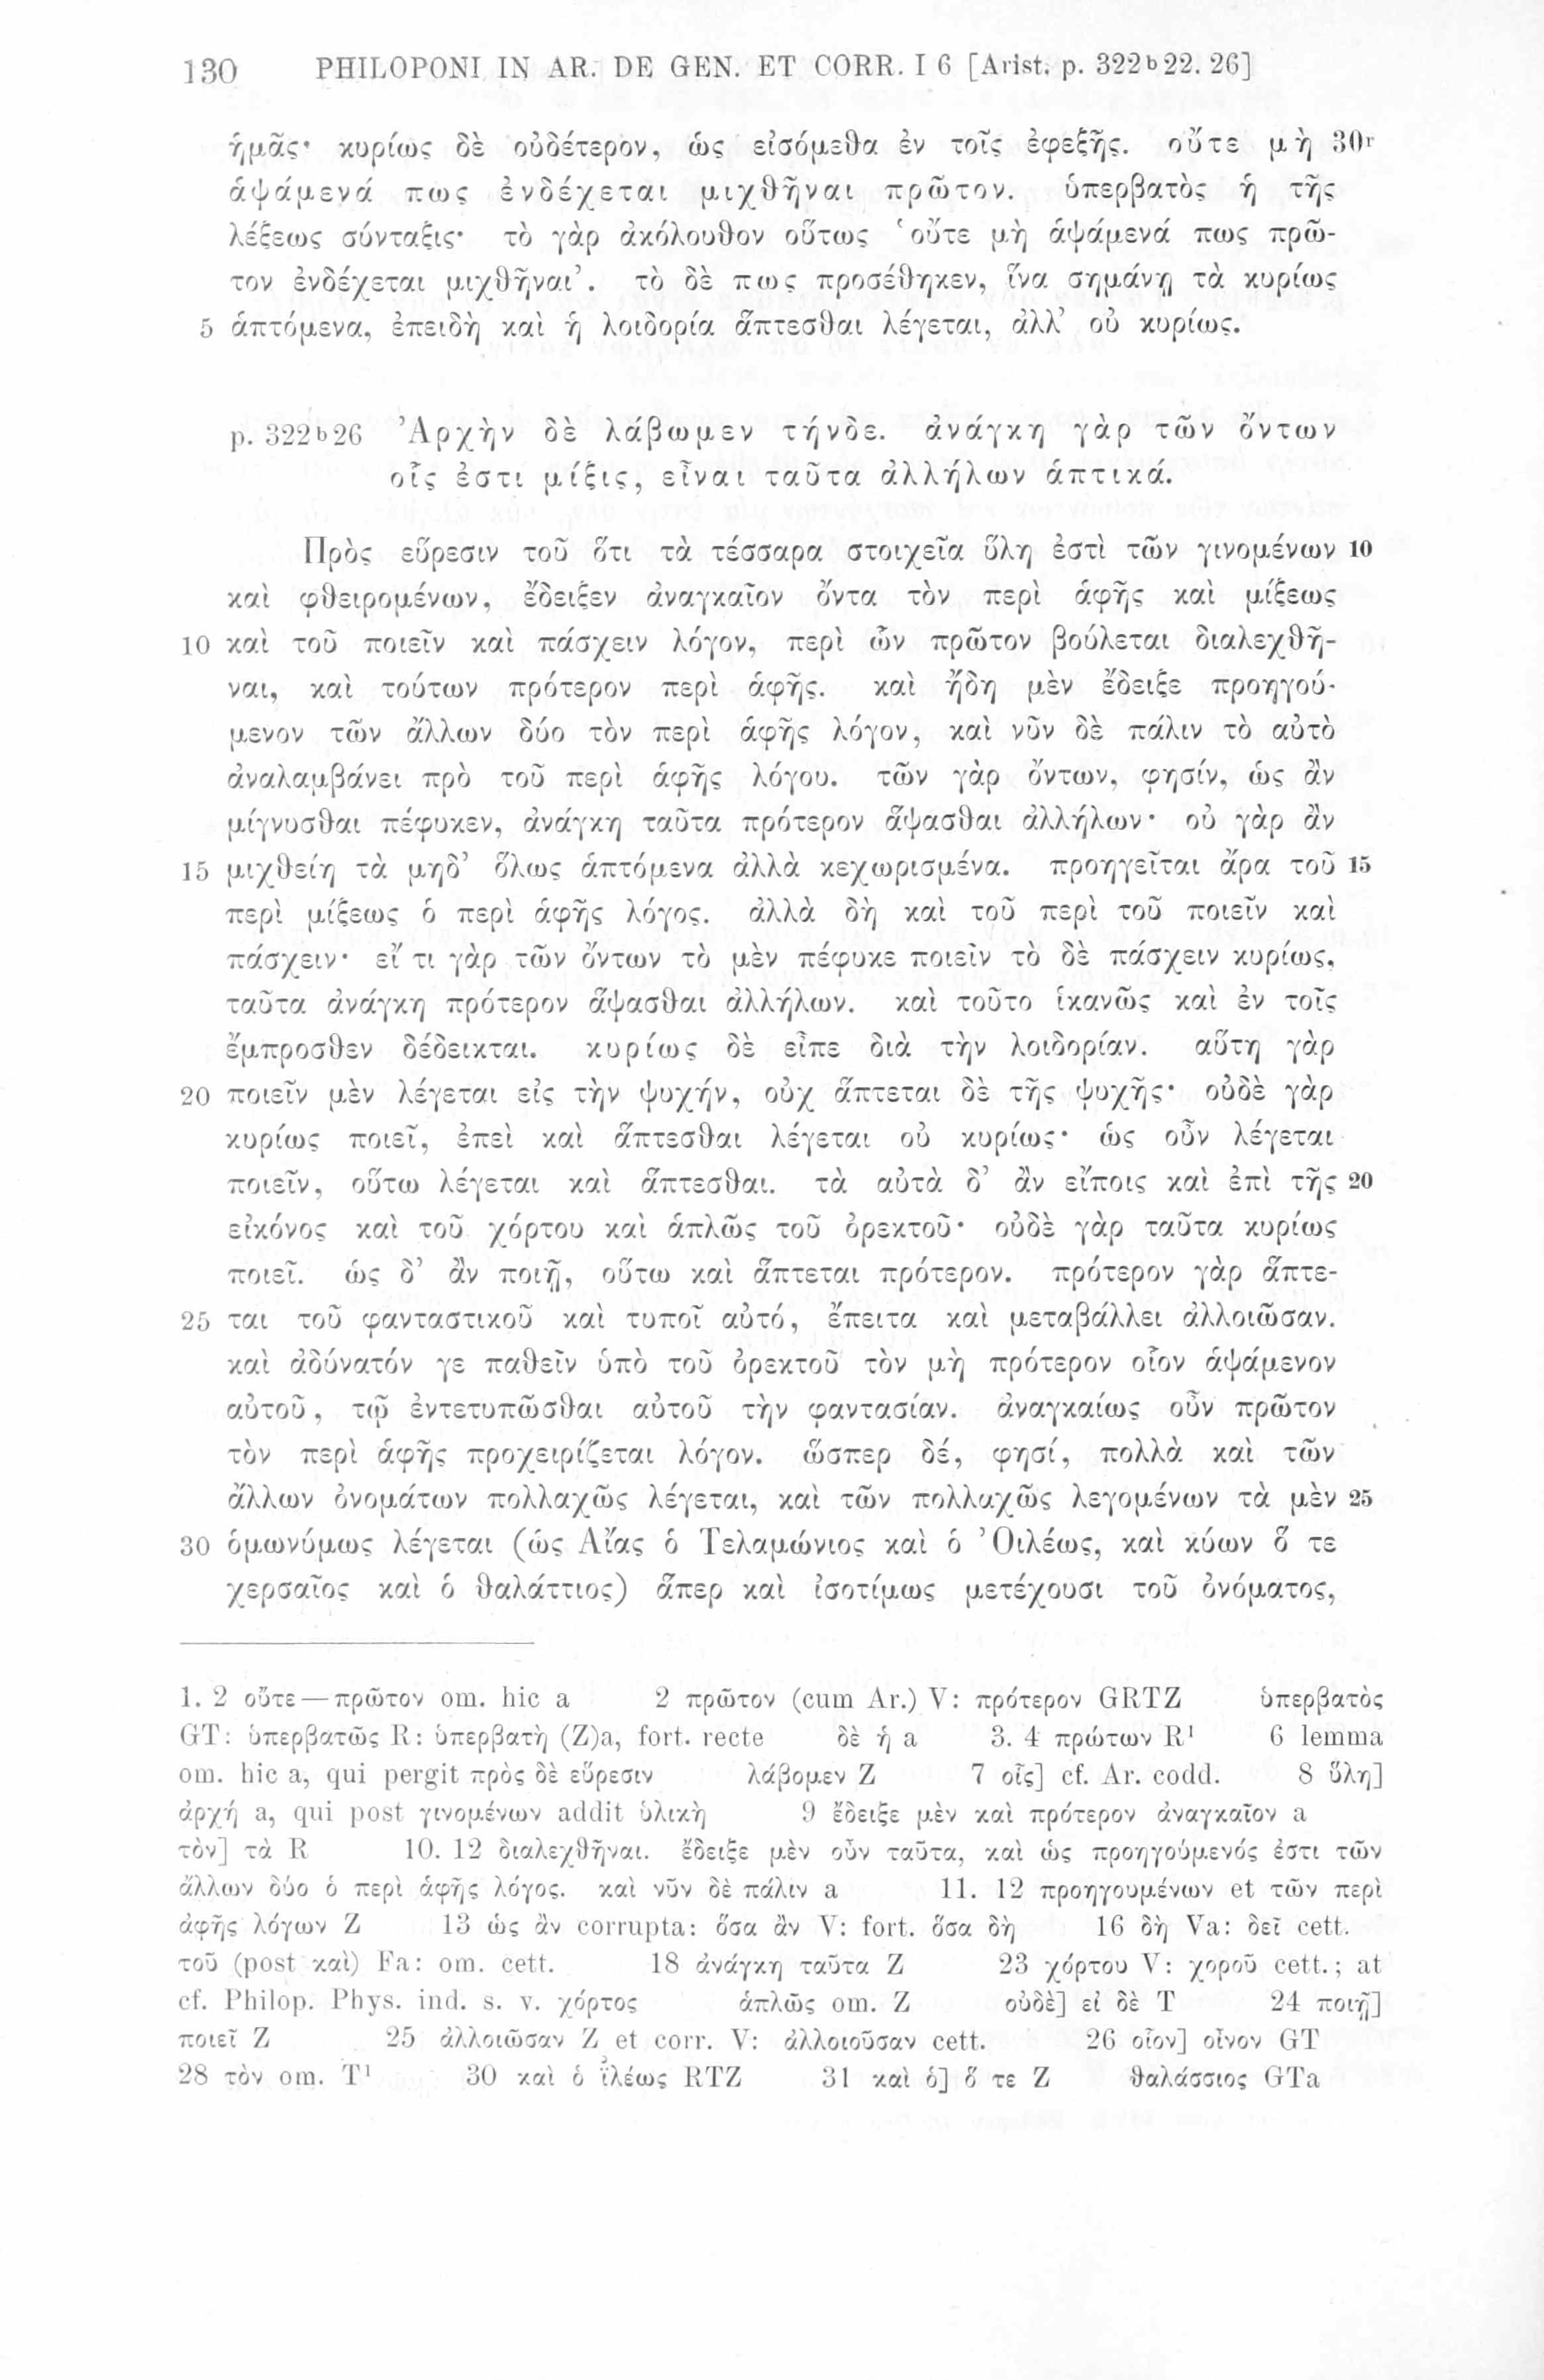 130 PHILOPONI IN AR. DE GEN. ET CORR. I 6 [Arist. p. 322b22. 26]
ἡμᾶς· κυρίως δὲ οὐδέτερον, ὡς εἰσόμεθα ἐν τοῖς ἐφεξῆς. οὔτε μὴ 30r
ἁψάμενά πως ἐνδέχεται μιχθῆναι πρῶτον. ὑπερβατὸς ἡ τῆς
λέξεως σύνταξις· τὸ γὰρ ἀκόλουθον οὕτως ‘οὔτε μὴ ἁψάμενά πως πρῶ-
τον ἐνδέχεται μιχθῆναι’. τὸ δὲ πως προσέθηκεν, ἵνα σημάνῃ τὰ κυρίως
5 ἁπτόμενα, ἐπειδὴ καὶ ἡ λοιδορία ἅπτεσθαι λέγεται, ἀλλ’ οὐ κυρίως.
p. 322b26 Ἀρχὴν δὲ λάβωμεν τήνδε. ἀνάγκη γὰρ τῶν ὄντων
οἷς ἐστι μίξις, εἶναι ταῦτα ἀλλήλων ἁπτικά.
Πρὸς εὕρεσιν τοῦ ὅτι τὰ τέσσαρα στοιχεῖα ὕλη ἐστὶ τῶν γινομένων 10
καὶ φθειρομένων, ἔδειξεν ἀναγκαῖον ὄντα τὸν περὶ ἁφῆς καὶ μίξεως
10 καὶ τοῦ ποιεῖν καὶ πάσχειν λόγον, περὶ ὧν πρῶτον βούλεται διαλεχθῆ-
ναι, καὶ τούτων πρότερον περὶ ἁφῆς. καὶ ἤδη μὲν ἔδειξε προηγού-
μενον τῶν ἄλλων δύο τὸν περὶ ἁφῆς λόγον, καὶ νῦν δὲ πάλιν τὸ αὐτὸ
ἀναλαμβάνει πρὸ τοῦ περὶ ἁφῆς λόγου. τῶν γὰρ ὄντων, φησίν, ὡς ἂν
μίγνυσθαι πέφυκεν, ἀνάγκη ταῦτα πρότερον ἅψασθαι ἀλλήλων· οὐ γὰρ ἂν
15 μιχθείη τὰ μηδ’ ὅλως ἁπτόμενα ἀλλὰ κεχωρισμένα. προηγεῖται ἄρα τοῦ 15
περὶ μίξεως ὁ περὶ ἁφῆς λόγος. ἀλλὰ δὴ καὶ τοῦ περὶ τοῦ ποιεῖν καὶ
πάσχειν· εἴ τι γὰρ τῶν ὄντων τὸ μὲν πέφυκε ποιεῖν τὸ δὲ πάσχειν κυρίως,
ταῦτα ἀνάγκη πρότερον ἅψασθαι ἀλλήλων. καὶ τοῦτο ἱκανῶς καὶ ἐν τοῖς
ἔμπροσθεν δέδεικται. κυρίως δὲ εἶπε διὰ τὴν λοιδορίαν. αὕτη γὰρ
20 ποιεῖν μὲν λέγεται εἰς τὴν ψυχήν, οὐχ ἅπτεται δὲ τῆς ψυχῆς· οὐδὲ γὰρ
κυρίως ποιεῖ, ἐπεὶ καὶ ἅπτεσθαι λέγεται οὐ κυρίως· ὡς οὖν λέγεται
ποιεῖν, οὕτω λέγεται καὶ ἅπτεσθαι. τὰ αὐτὰ δ’ ἂν εἴποις καὶ ἐπὶ τῆς 20
εἰκόνος καὶ τοῦ χόρτου καὶ ἁπλῶς τοῦ ὀρεκτοῦ· οὐδὲ γὰρ ταῦτα κυρίως
ποιεῖ. ὡς δ’ ἂν ποιῇ, οὕτω καὶ ἅπτεται πρότερον. πρότερον γὰρ ἅπτε-
25 ται τοῦ φανταστικοῦ καὶ τυποῖ αὐτό, ἔπειτα καὶ μεταβάλλει ἀλλοιῶσαν.
καὶ ἀδύνατόν γε παθεῖν ὑπὸ τοῦ ὀρεκτοῦ τὸν μὴ πρότερον οἷον ἁψάμενον
αὐτοῦ, τῷ ἐντετυπῶσθαι αὐτοῦ τὴν φαντασίαν. ἀναγκαίως οὖν πρῶτον
τὸν περὶ ἁφῆς προχειρίζεται λόγον. ὥσπερ δέ, φησί, πολλὰ καὶ τῶν
ἄλλων ὀνομάτων πολλαχῶς λέγεται, καὶ τῶν πολλαχῶς λεγομένων τὰ μὲν 25
30 ὁμωνύμως λέγεται (ὡς Αἴας ὁ Τελαμώνιος καὶ ὁ Ὀιλέως, καὶ κύων ὅ τε
χερσαῖος καὶ ὁ θαλάττιος) ἅπερ καὶ ἰσοτίμως μετέχουσι τοῦ ὀνόματος,
1. 2 οὔτε—πρῶτον om. hic a 2 πρῶτον (cum Ar.) V: πρότερον GRTZ ὑπερβατὸς
GT: ὑπερβατῶς R: ὑπερβατὴ (Z)a, fort. recte δὲ ἡ a 3. 4 πρώτων R1 6 lemma
om. hic a, qui pergit πρὸς δὲ εὕρεσιν λάβομεν Z 7 οἷς] cf. Ar. codd. 8 ὕλη]
ἀρχή a, qui post γινομένων addit ὑλικὴ 9 ἔδειξε μὲν καὶ πρότερον ἀναγκαῖον a
τὸν] τὰ R 10. 12 διαλεχθῆναι. ἔδειξε μὲν οὖν ταῦτα, καὶ ὡς προηγούμενός ἐστι τῶν
ἄλλων δύο ὁ περὶ ἁφῆς λόγος. καὶ νῦν δὲ πάλιν a 11. 12 προηγουμένων et τῶν περὶ
ἁφῆς λόγων Z 13 ὡς ἂν corrupta: ὅσα ἂν V: fort. ὅσα δὴ 16 δὴ Va: δεῖ cett.
τοῦ (post καὶ) Fa: om. cett. 18 ἀνάγκη ταῦτα Z 23 χόρτου V: χοροῦ cett.; at
cf. Philop. Phys. ind. s. v. χόρτος ἁπλῶς om. Z οὐδὲ] εἰ δὲ T 24 ποιῇ]
ποιεῖ Z 25 ἀλλοιῶσαν Z et corr. V: ἀλλοιοῦσαν cett. 26 οἷον] οἶνον GT
28 τὸν om. T1 30 καὶ ὁ ἰλέως RTZ 31 καὶ ὁ] ὅ τε Z θαλάσσιος GTa